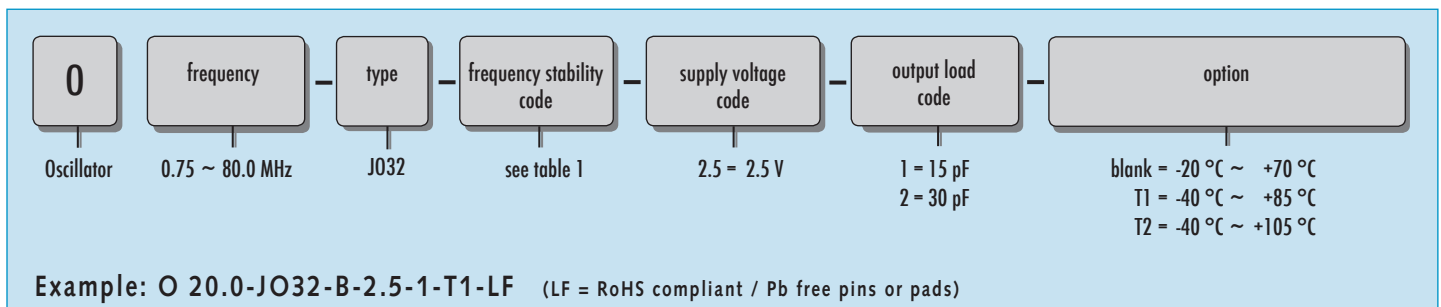 O frequency – type – frequency stability code – supply voltage code – output load code – option
Oscillator 0.75 ~ 80.0 MHz JO32 see table 1 2.5 = 2.5 V 1 = 15 pF blank = -20 °C ~ +70 °C
2 = 30 pF T1 = -40 °C ~ +85 °C
T2 = -40 °C ~ +105 °C
Example: O 20.0-JO32-B-2.5-1-T1-LF (LF = RoHS compliant / Pb free pins or pads)